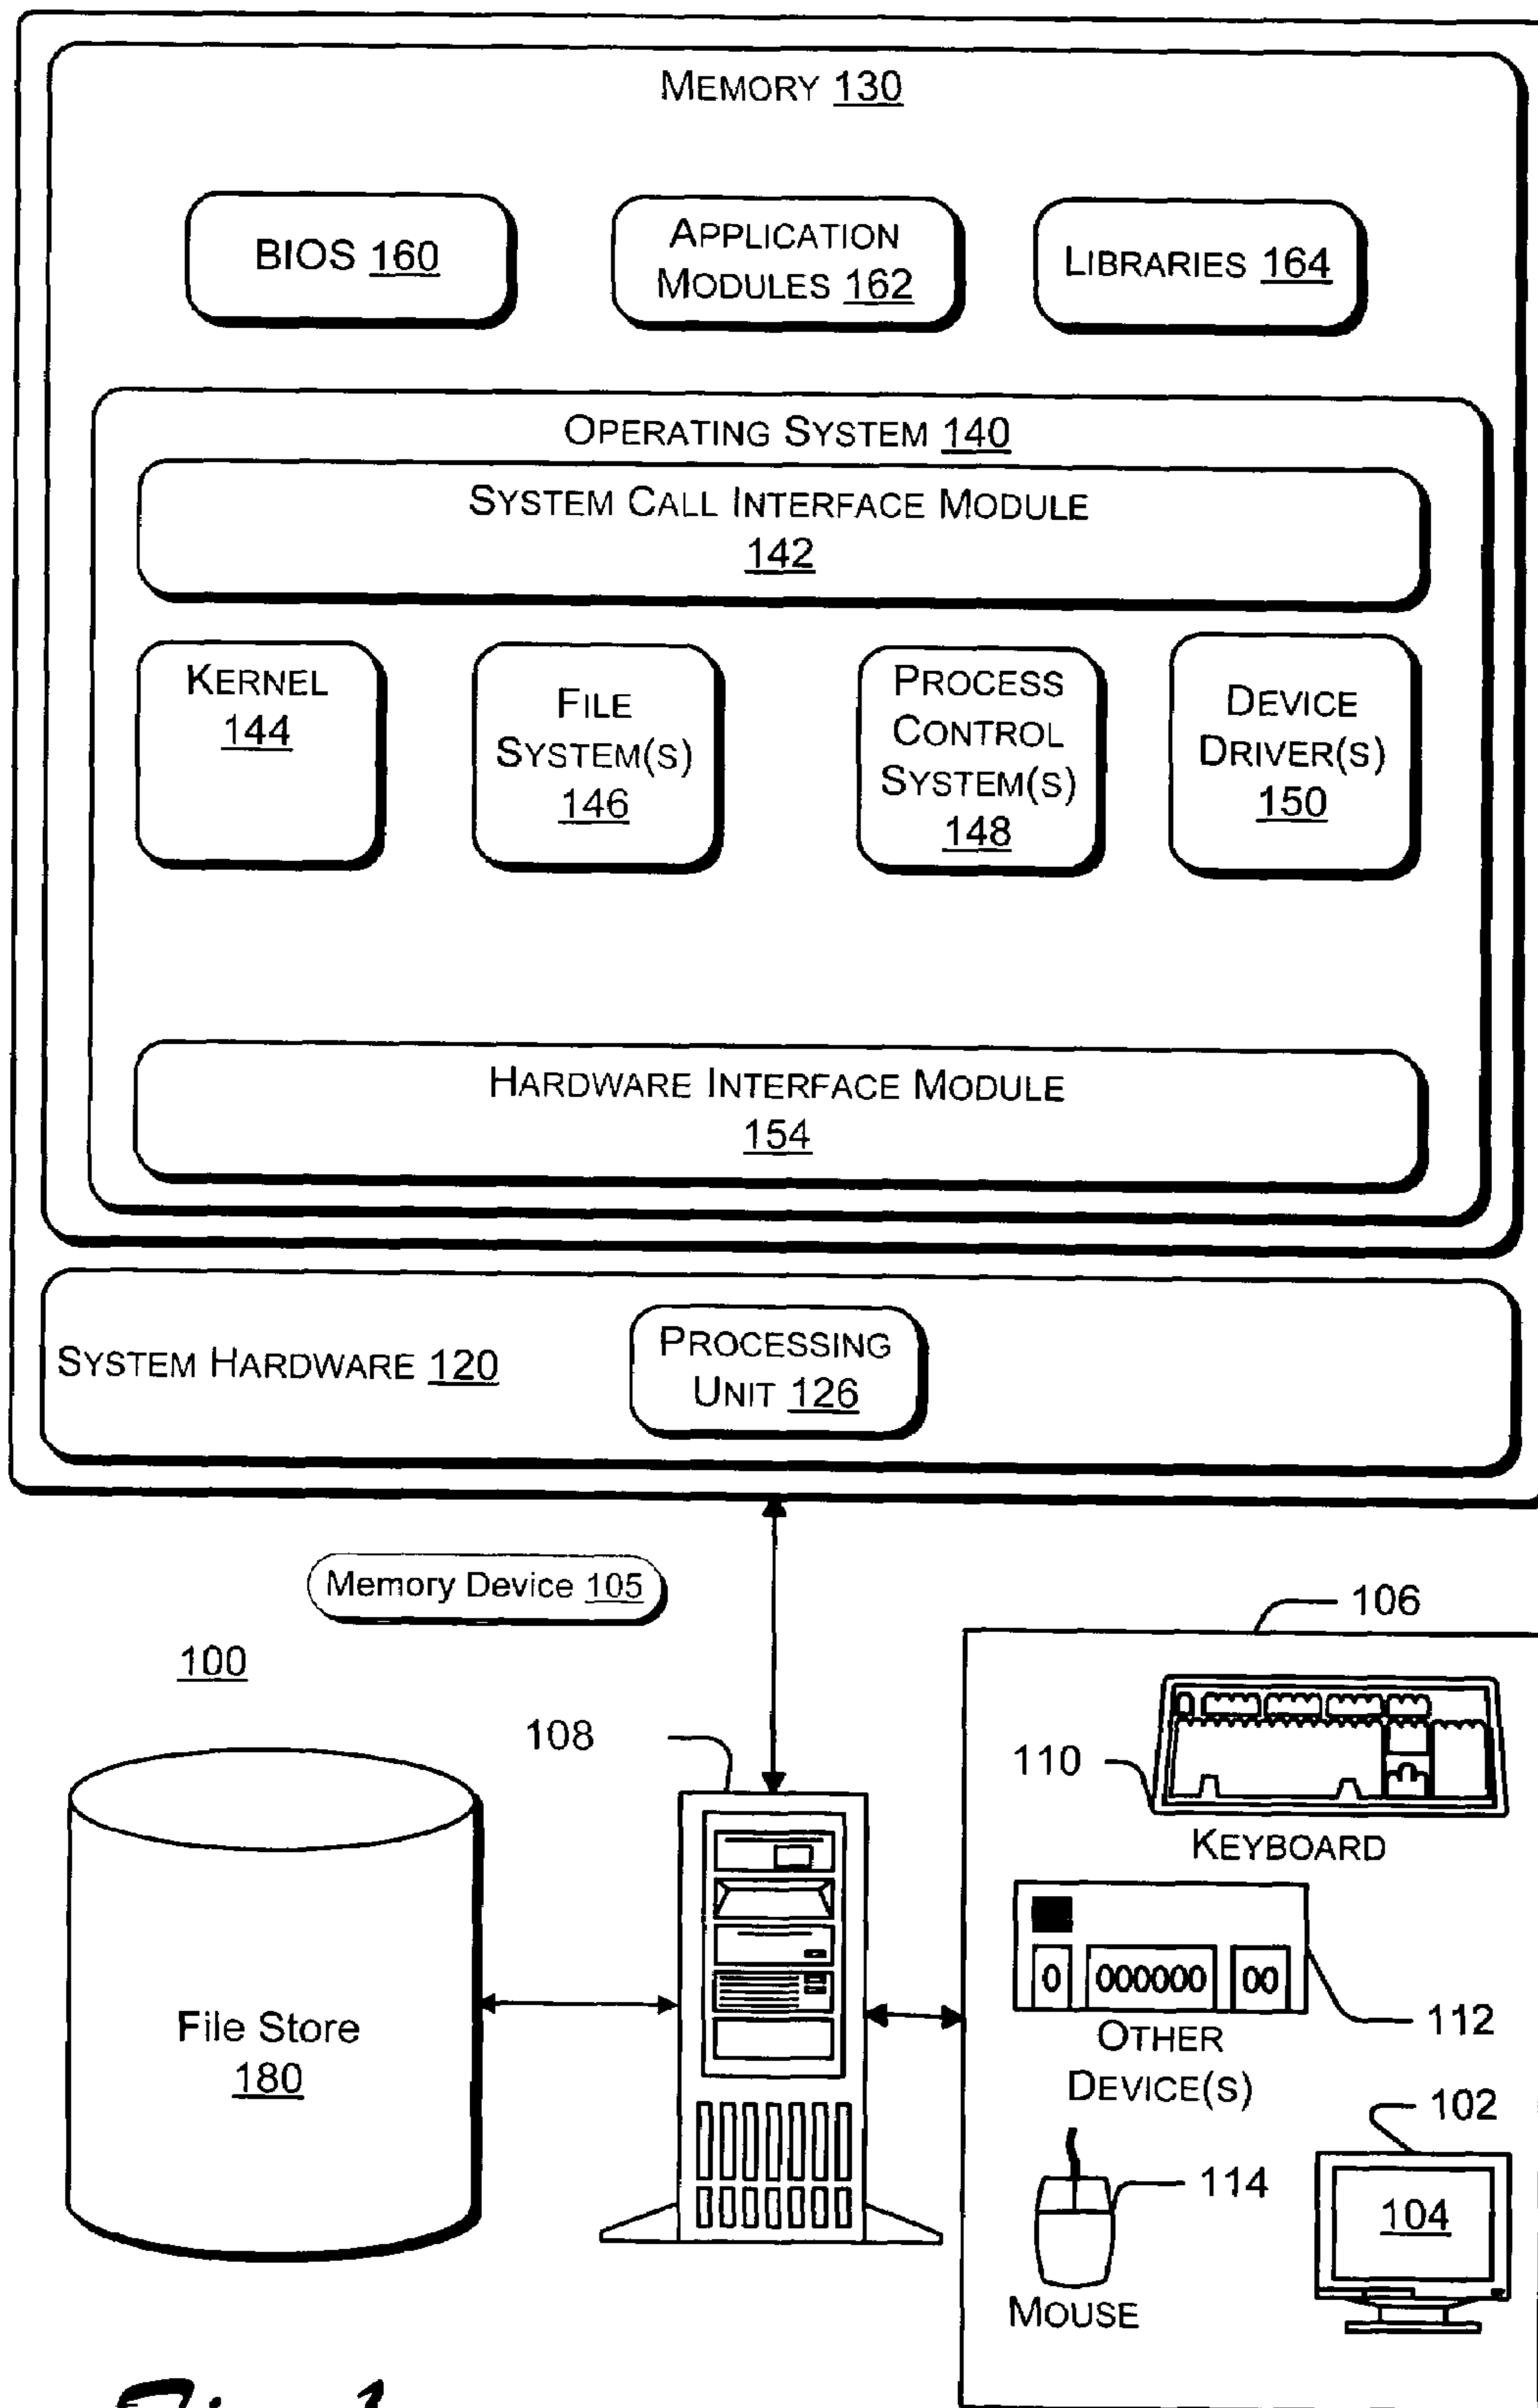 MEMORY 130
BIOS 160
APPLICATION
MODULES 162
LIBRARIES 164
OPERATING SYSTEM 140
SYSTEM CALL INTERFACE MODULE
142
KERNEL
144
FILE
SYSTEM(S)
146
PROCESS
CONTROL
SYSTEM(S)
148
DEVICE
DRIVER(S)
150
HARDWARE INTERFACE MODULE
154
SYSTEM HARDWARE 120
PROCESSING
UNIT 126
Memory Device 105
106
100
108
110
KEYBOARD
0
000000
00
112
OTHER
DEVICE(S)
File Store
180
102
114
104
MOUSE